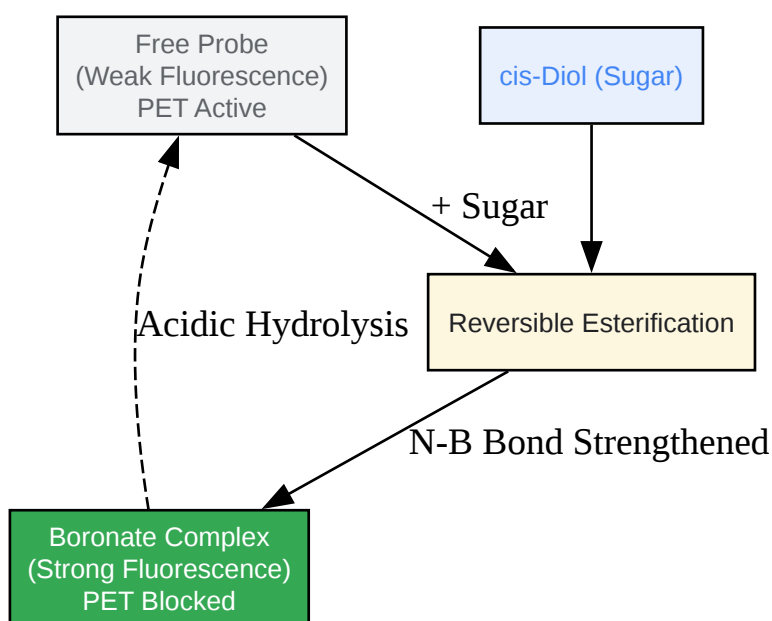 Free Probe
(Weak Fluorescence)
PET Active
cis-Diol (Sugar)
+ Sugar
Acidic Hydrolysis
Reversible Esterification
N-B Bond Strengthened
Boronate Complex
(Strong Fluorescence)
PET Blocked